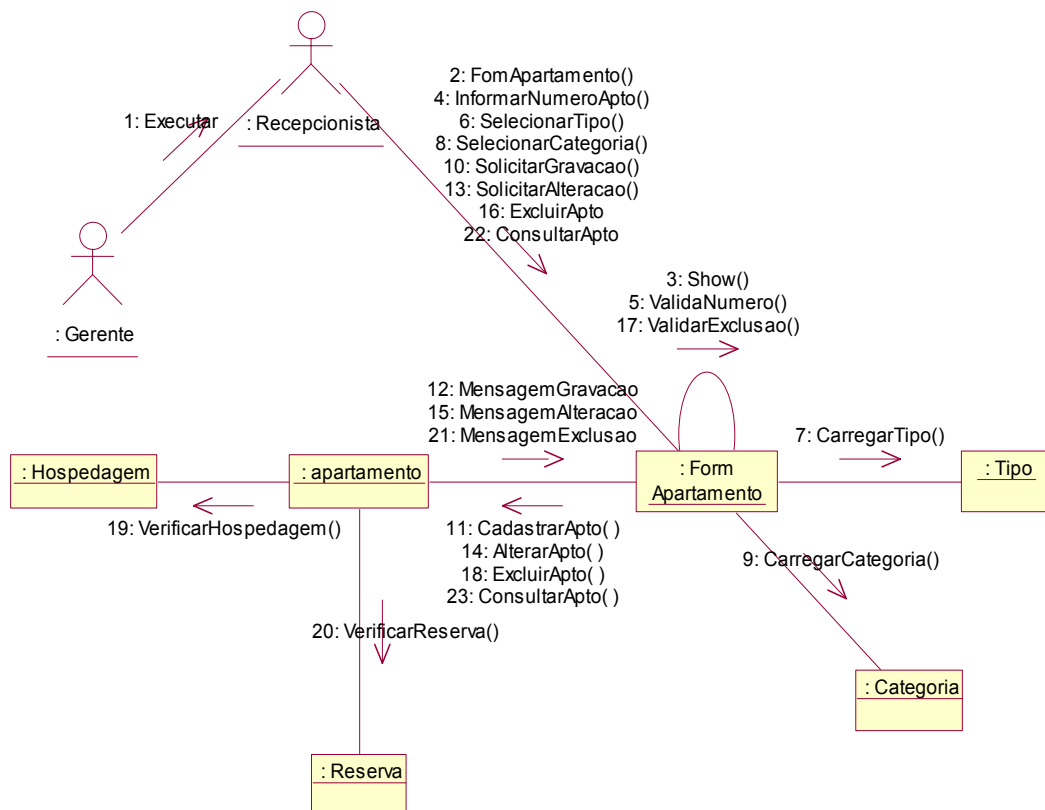 2: FomApartamento()
4: InformarNumeroApto()
6: SelecionarTipo()
8: SelecionarCategoria()
10: SolicitarGravacao()
13: SolicitarAlteracao()
16: ExcluirApto
22: ConsultarApto
1: Executar
: Recepcionista
: Gerente
3: Show()
5: ValidaNumero()
17: ValidarExclusao()
12: MensagemGravacao
15: MensagemAlteracao
21: MensagemExclusao
7: CarregarTipo()
: Hospedagem
: apartamento
: Form
Apartamento
: Tipo
19: VerificarHospedagem()
11: CadastrarApto( )
14: AlterarApto( )
18: ExcluirApto( )
23: ConsultarApto( )
9: CarregarCategoria()
20: VerificarReserva()
: Categoria
: Reserva